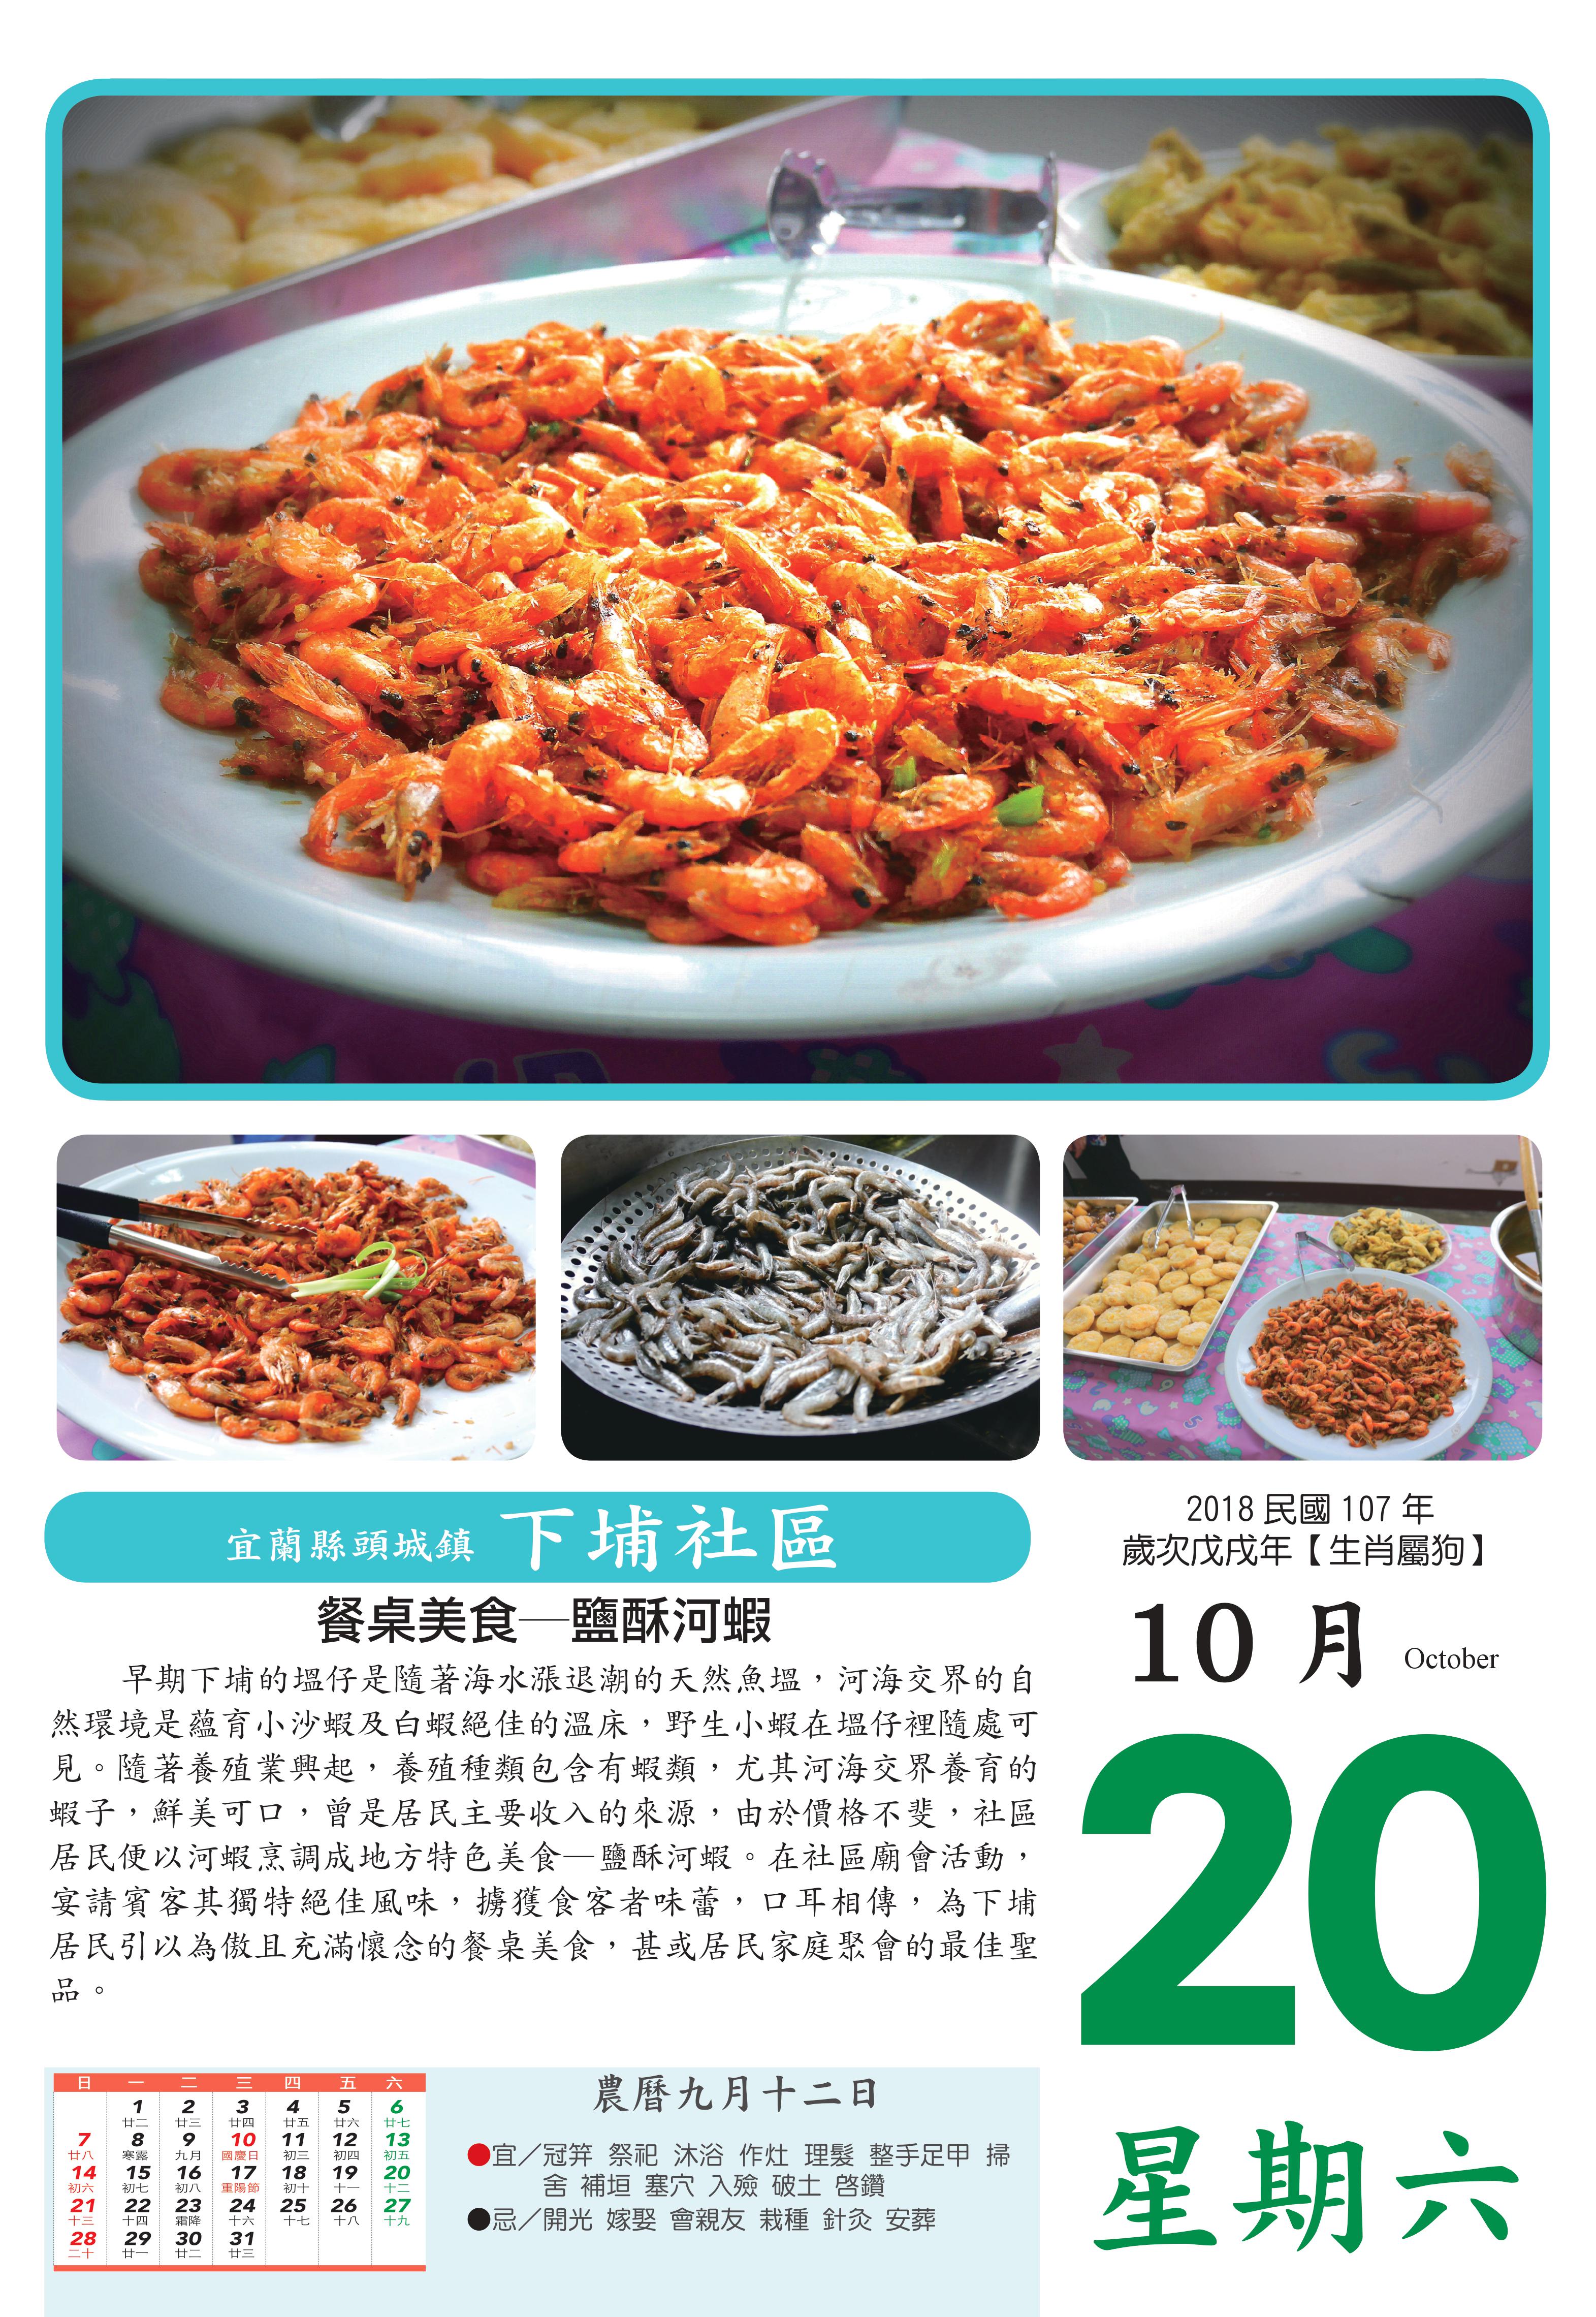 宜蘭縣頭城鎮 下埔社區
餐桌美食─鹽酥河蝦
早期下埔的塭仔是隨著海水漲退潮的天然魚塭，河海交界的自
然環境是蘊育小沙蝦及白蝦絕佳的溫床，野生小蝦在塭仔裡隨處可
見。隨著養殖業興起，養殖種類包含有蝦類，尤其河海交界養育的
蝦子，鮮美可口，曾是居民主要收入的來源，由於價格不斐，社區
居民便以河蝦烹調成地方特色美食─鹽酥河蝦。在社區廟會活動，
宴請賓客其獨特絕佳風味，擄獲食客者味蕾，口耳相傳，為下埔
居民引以為傲且充滿懷念的餐桌美食，甚或居民家庭聚會的最佳聖
品。
2018 民國 107 年
歲次戊戌年【生肖屬狗】
10 月 October
20
星期六
日 一 二 三 四 五 六
1 2 3 4 5 6
廿二 廿三 廿四 廿五 廿六 廿七
7 8 9 10 11 12 13
廿八 寒露 九月 國慶日 初三 初四 初五
14 15 16 17 18 19 20
初六 初七 初八 重陽節 初十 十一 十二
21 22 23 24 25 26 27
十三 十四 霜降 十六 十七 十八 十九
28 29 30 31
二十 廿一 廿二 廿三
農曆九月十二日
●宜／冠笄 祭祀 沐浴 作灶 理髮 整手足甲 掃
舍 補垣 塞穴 入殮 破土 啓鑽
●忌／開光 嫁娶 會親友 栽種 針灸 安葬